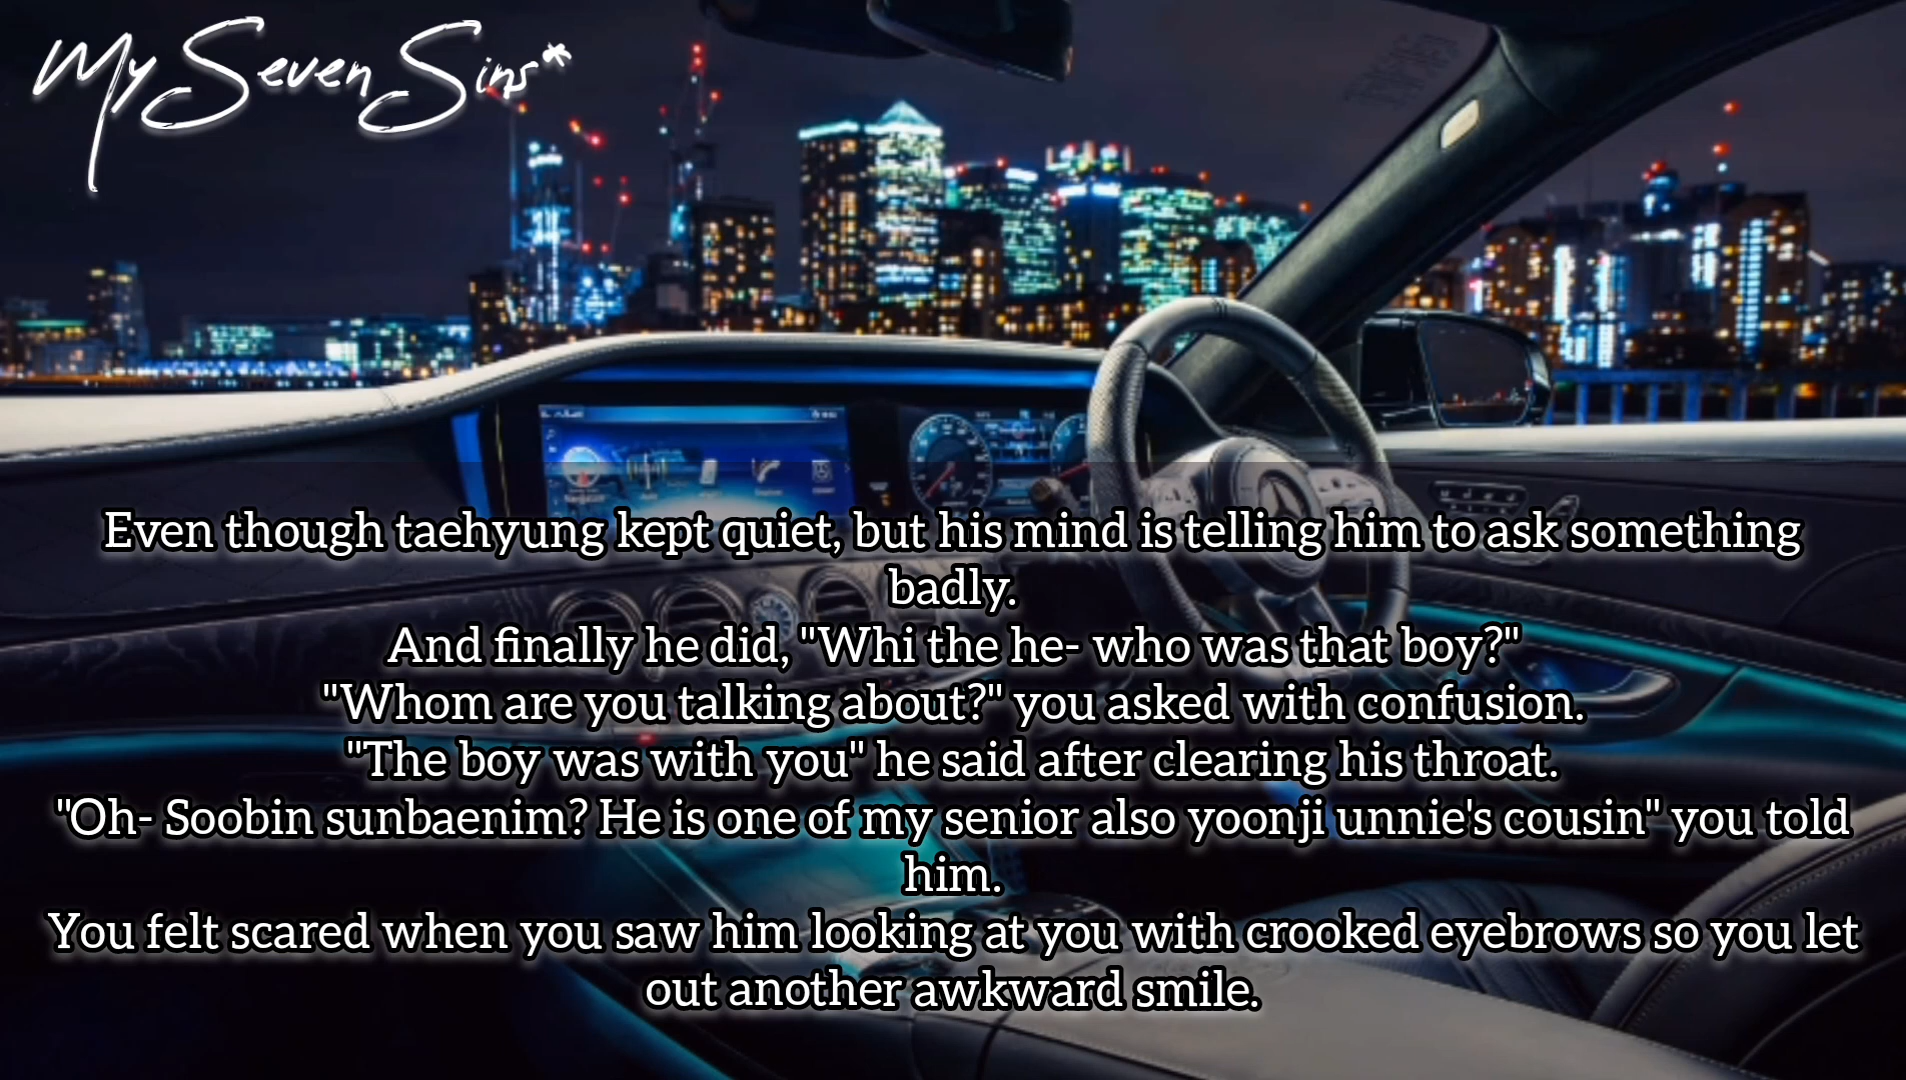 My Seven Sins*
Even though taehyung kept quiet, but his mind is telling him to ask something
badly.
And finally he did, "Whi the he- who was that boy?"
"Whom are you talking about?" you asked with confusion.
"The boy was with you" he said after clearing his throat.
"Oh- Soobin sunbaenim? He is one of my senior also yoonji unnie's cousin" you told
him.
You felt scared when you saw him looking at you with crooked eyebrows so you let
out another awkward smile.